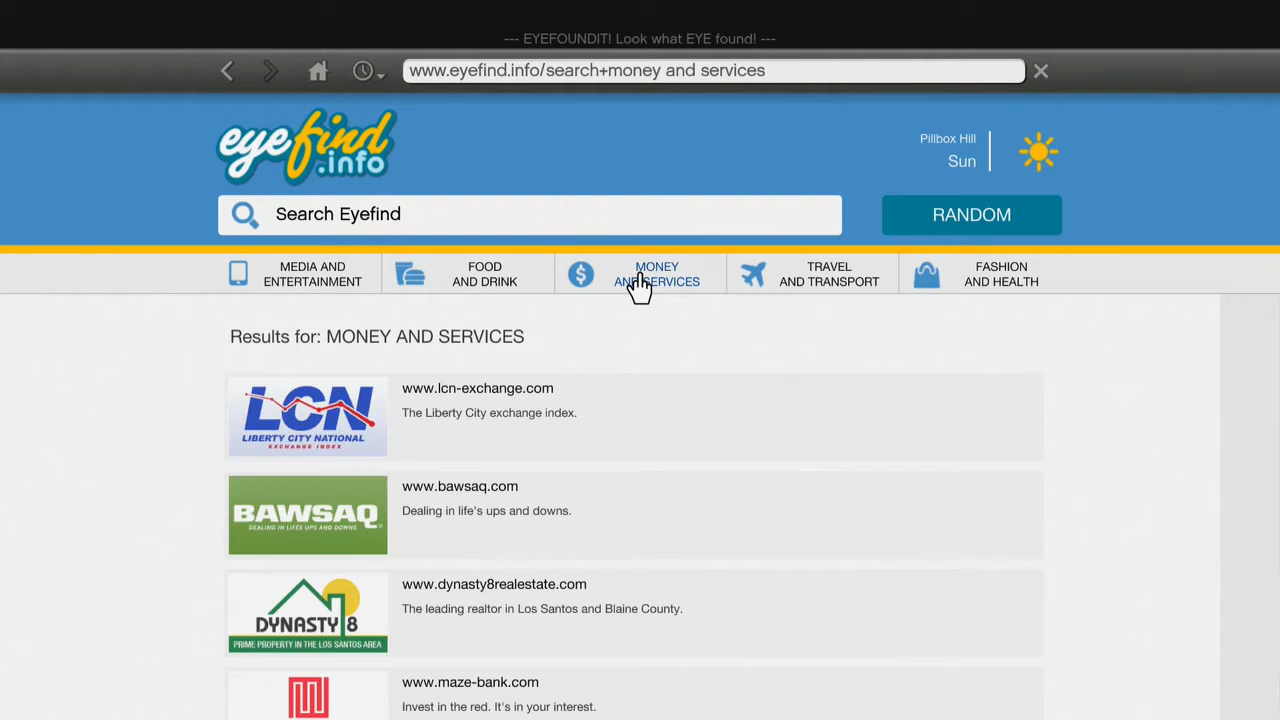 --- EYEFOUNDIT! Look what EYE found! ---
www.eyefind.info/search+money and services
eyefind
.info
Pillbox Hill
Sun
Search Eyefind
RANDOM
MEDIA AND
ENTERTAINMENT
FOOD
AND DRINK
MONEY
AND SERVICES
TRAVEL
AND TRANSPORT
FASHION
AND HEALTH
Results for: MONEY AND SERVICES
LCN
LIBERTY CITY NATIONAL
EXCHANGE INDEX
www.lcn-exchange.com
The Liberty City exchange index.
BAWSAQ
DEALING IN LIFES UPS AND DOWNS
www.bawsaq.com
Dealing in life's ups and downs.
DYNASTY 8
PRIME PROPERTY IN THE LOS SANTOS AREA
www.dynasty8realestate.com
The leading realtor in Los Santos and Blaine County.
www.maze-bank.com
Invest in the red. It's in your interest.